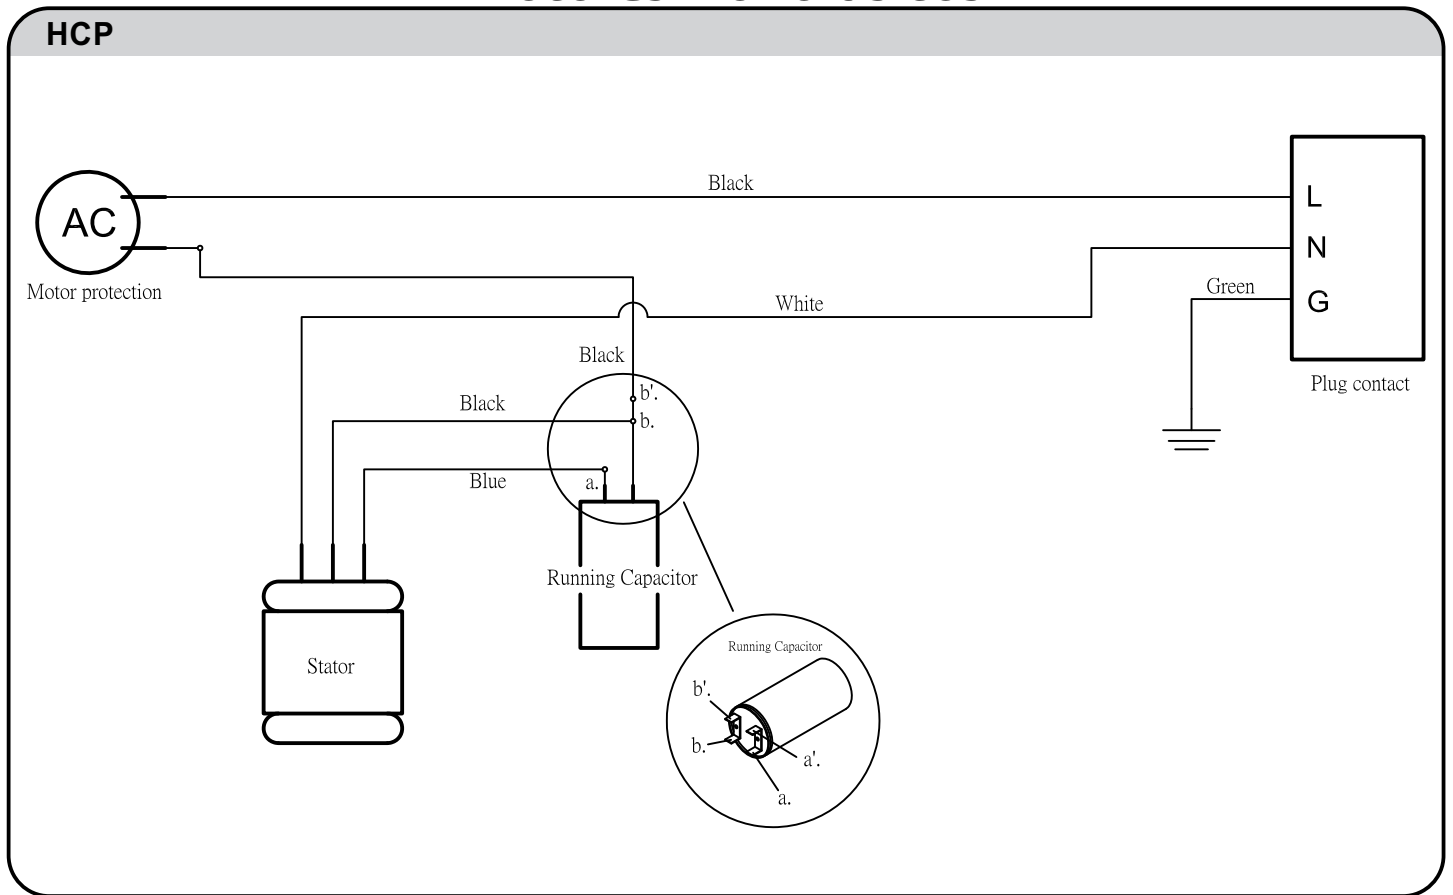 HCP
Black
L
AC
N
Motor protection
Green
G
White
Black
Plug contact
b'.
Black
b.
Blue
a.
Running Capacitor
Stator
Running Capacitor
b'.
b.
a'.
a.